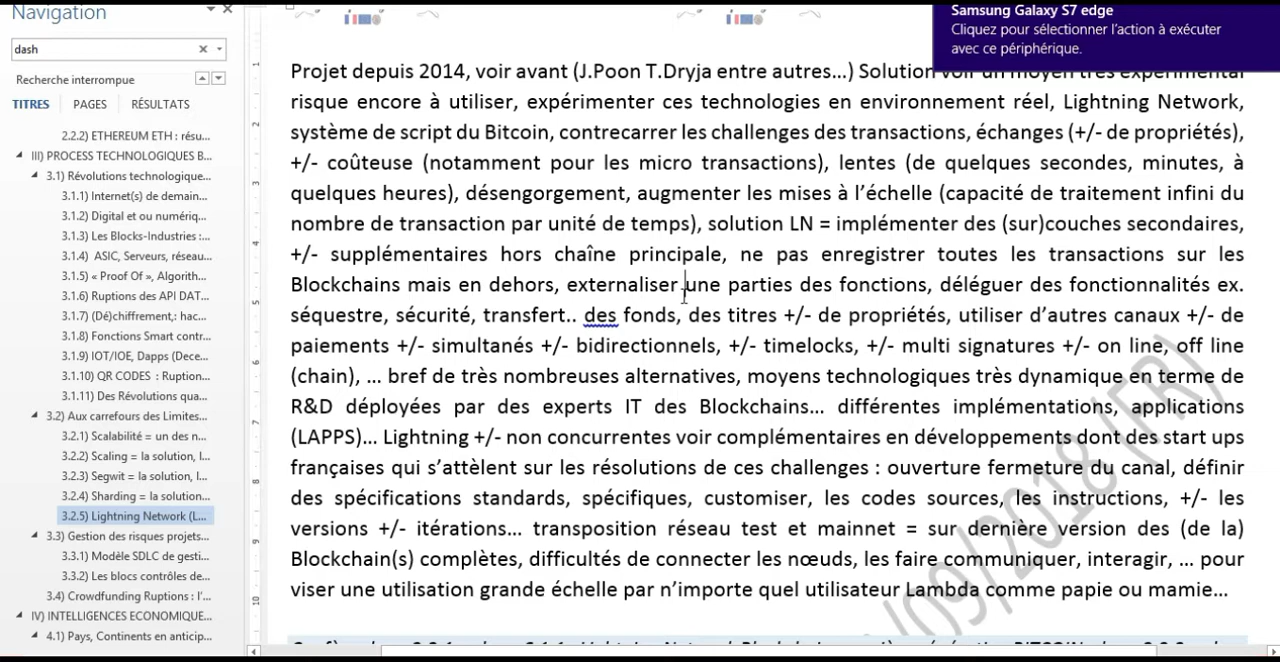 Navigation
dash
Recherche interrompue
TITRES PAGES RÉSULTATS
2.2.2) ETHEREUM ETH : résu...
III) PROCESS TECHNOLOGIQUES B...
3.1) Révolutions technologique...
3.1.1) Internet(s) de demain...
3.1.2) Digital et ou numériq...
3.1.3) Les Blocks-Industries :...
3.1.4) ASIC, Serveurs, réseau...
3.1.5) « Proof Of », Algorith...
3.1.6) Ruptions des API DAT...
3.1.7) (Dé)chiffrement,: hac...
3.1.8) Fonctions Smart contr...
3.1.9) IOT/IOE, Dapps (Dece...
3.1.10) QR CODES : Ruption...
3.1.11) Des Révolutions qua...
3.2) Aux carrefours des Limites...
3.2.1) Scalabilité = un des n...
3.2.2) Scaling = la solution, l...
3.2.3) Segwit = la solution, l...
3.2.4) Sharding = la solution...
3.2.5) Lightning Network (L...
3.3) Gestion des risques projets...
3.3.1) Modèle SDLC de gesti...
3.3.2) Les blocs contrôles de...
3.4) Crowdfunding Ruptions : l'...
IV) INTELLIGENCES ECONOMIQUE...
4.1) Pays, Continents en anticip...
Samsung Galaxy S7 edge
Cliquez pour sélectionner l'action à exécuter
avec ce périphérique.
Projet depuis 2014, voir avant (J.Poon T.Dryja entre autres...) Solution voir un moyen très expérimental
risque encore à utiliser, expérimenter ces technologies en environnement réel, Lightning Network,
système de script du Bitcoin, contrecarrer les challenges des transactions, échanges (+/- de propriétés),
+/- coûteuse (notamment pour les micro transactions), lentes (de quelques secondes, minutes, à
quelques heures), désengorgement, augmenter les mises à l'échelle (capacité de traitement infini du
nombre de transaction par unité de temps), solution LN = implémenter des (sur)couches secondaires,
+/- supplémentaires hors chaîne principale, ne pas enregistrer toutes les transactions sur les
Blockchains mais en dehors, externaliser une parties des fonctions, déléguer des fonctionnalités ex.
séquestre, sécurité, transfert.. des fonds, des titres +/- de propriétés, utiliser d'autres canaux +/- de
paiements +/- simultanés +/- bidirectionnels, +/- timelocks, +/- multi signatures +/- on line, off line
(chain), ... bref de très nombreuses alternatives, moyens technologiques très dynamique en terme de
R&D déployées par des experts IT des Blockchains... différentes implémentations, applications
(LAPPS)... Lightning +/- non concurrentes voir complémentaires en développements dont des start ups
françaises qui s'attèlent sur les résolutions de ces challenges : ouverture fermeture du canal, définir
des spécifications standards, spécifiques, customiser, les codes sources, les instructions, +/- les
versions +/- itérations... transposition réseau test et mainnet = sur dernière version des (de la)
Blockchain(s) complètes, difficultés de connecter les nœuds, les faire communiquer, interagir, ... pour
viser une utilisation grande échelle par n'importe quel utilisateur Lambda comme papie ou mamie...
/09/2018 (FR)